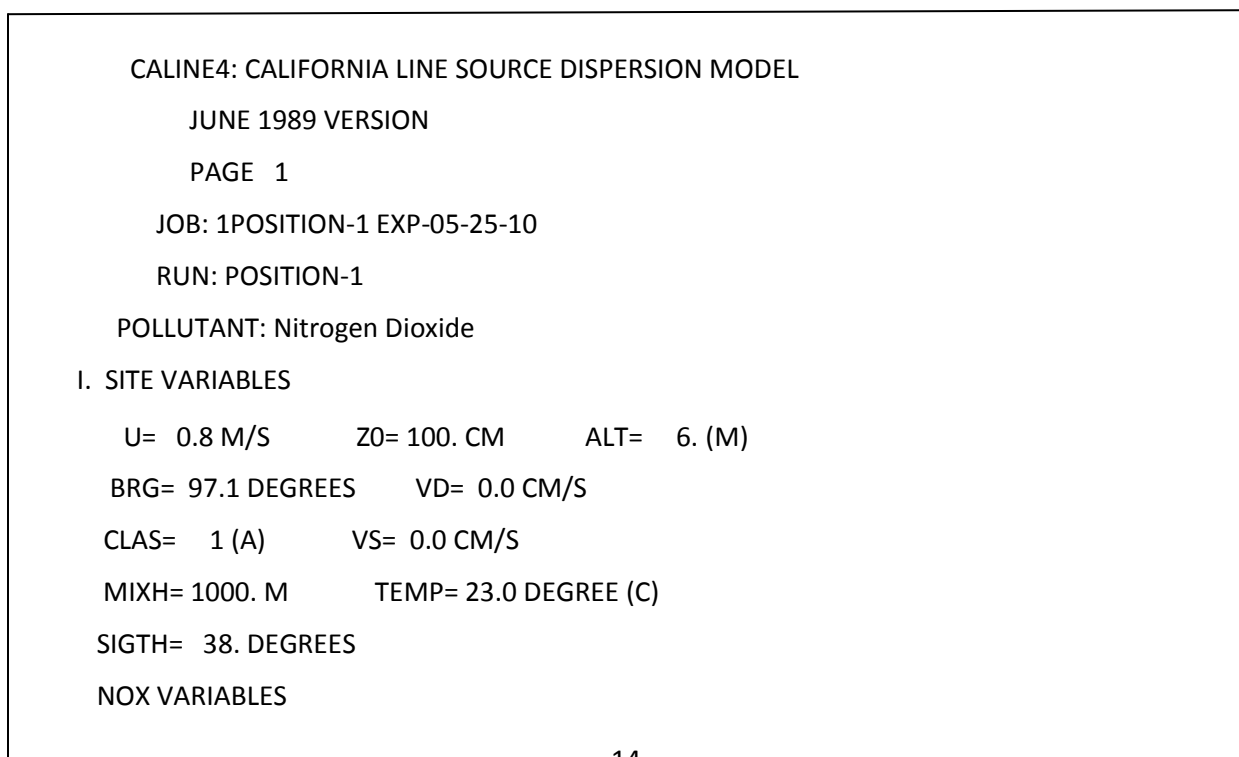 CALINE4: CALIFORNIA LINE SOURCE DISPERSION MODEL
JUNE 1989 VERSION
PAGE 1
JOB: 1POSITION-1 EXP-05-25-10
RUN: POSITION-1
POLLUTANT: Nitrogen Dioxide
I. SITE VARIABLES
U= 0.8 M/S Z0= 100. CM ALT= 6. (M)
BRG= 97.1 DEGREES VD= 0.0 CM/S
CLAS= 1 (A) VS= 0.0 CM/S
MIXH= 1000. M TEMP= 23.0 DEGREE (C)
SIGTH= 38. DEGREES
NOX VARIABLES
14